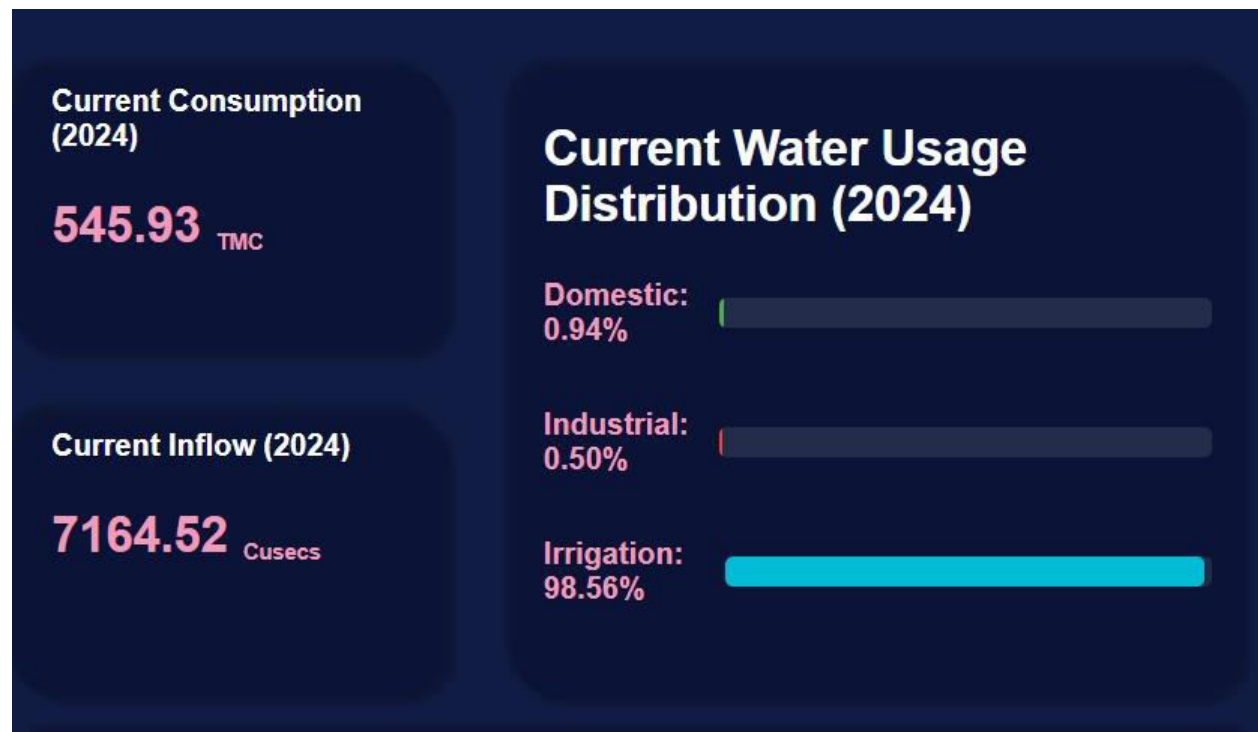 Current Consumption
(2024)
545.93 TMC
Current Inflow (2024)
7164.52 Cusecs
Current Water Usage
Distribution (2024)
Domestic:
0.94%
Industrial:
0.50%
Irrigation:
98.56%